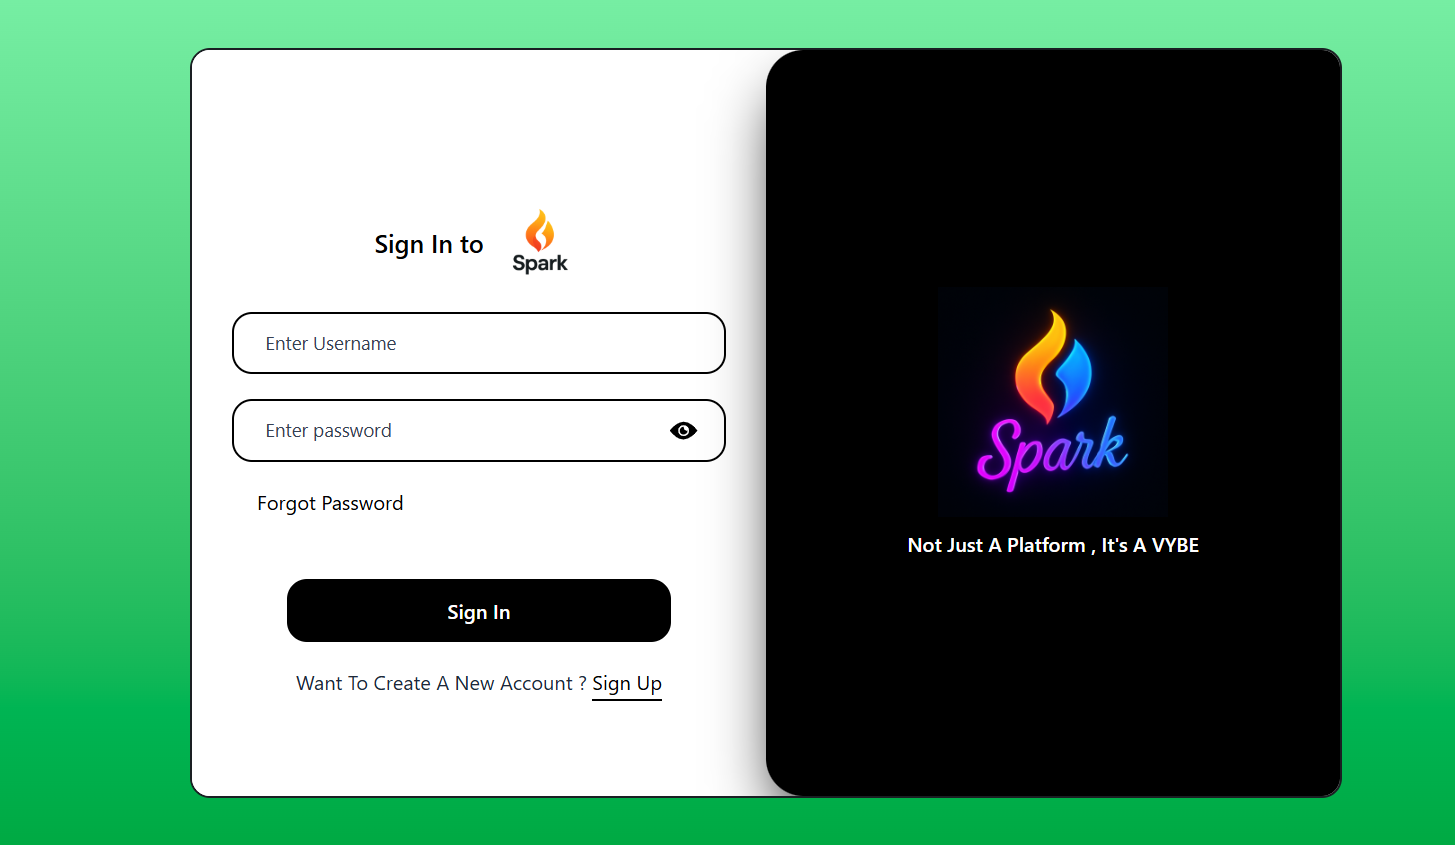 Sign In to
Spark
Enter Username
Enter password
Forgot Password
Sign In
Want To Create A New Account ? Sign Up
Spark
Not Just A Platform , It's A VYBE